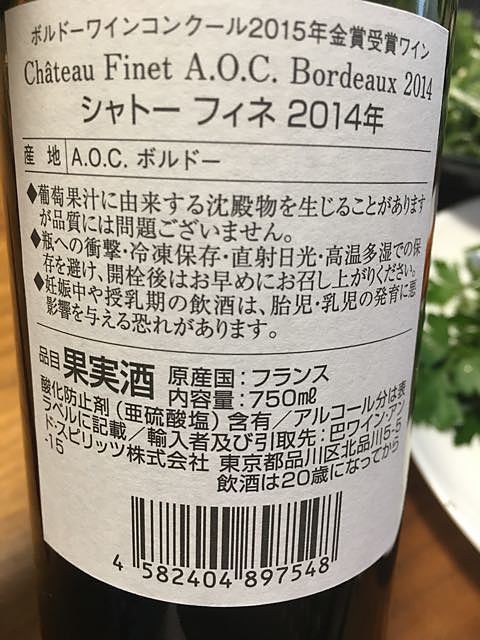 ボルドーワインコンクール2015年金賞受賞ワイン
Château Finet A.O.C. Bordeaux 2014
シャトー フィネ 2014年
産 地 A.O.C. ボルドー
◆葡萄果汁に由来する沈殿物を生じることがあります
が品質には問題ございません。
◆瓶への衝撃・冷凍保存・直射日光・高温多湿での保
存を避け、開栓後はお早めにお召し上がりください。
◆妊娠中や授乳期の飲酒は、胎児・乳児の発育に悪
影響を与える恐れがあります。
品目 果実酒 原産国:フランス
内容量:750mℓ
酸化防止剤(亜硫酸塩)含有/アルコール分は表
ラベルに記載/輸入者及び引取先:巴ワイン・アン
ド・スピリッツ株式会社 東京都品川区北品川5-5
-15 飲酒は20歳になってから
4 582404 897548